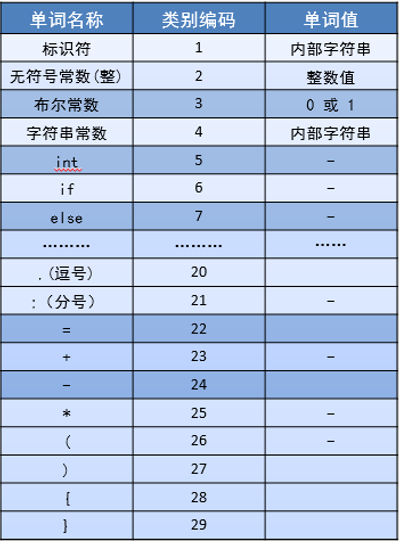 单词名称 类别编码 单词值
标识符 1 内部字符串
无符号常数(整) 2 整数值
布尔常数 3 0 或 1
字符串常数 4 内部字符串
int 5 -
if 6 -
else 7 -
……… ……… ……
.(逗号) 20
:（分号） 21 -
= 22
+ 23 -
- 24
* 25 -
( 26 -
) 27
{ 28
} 29